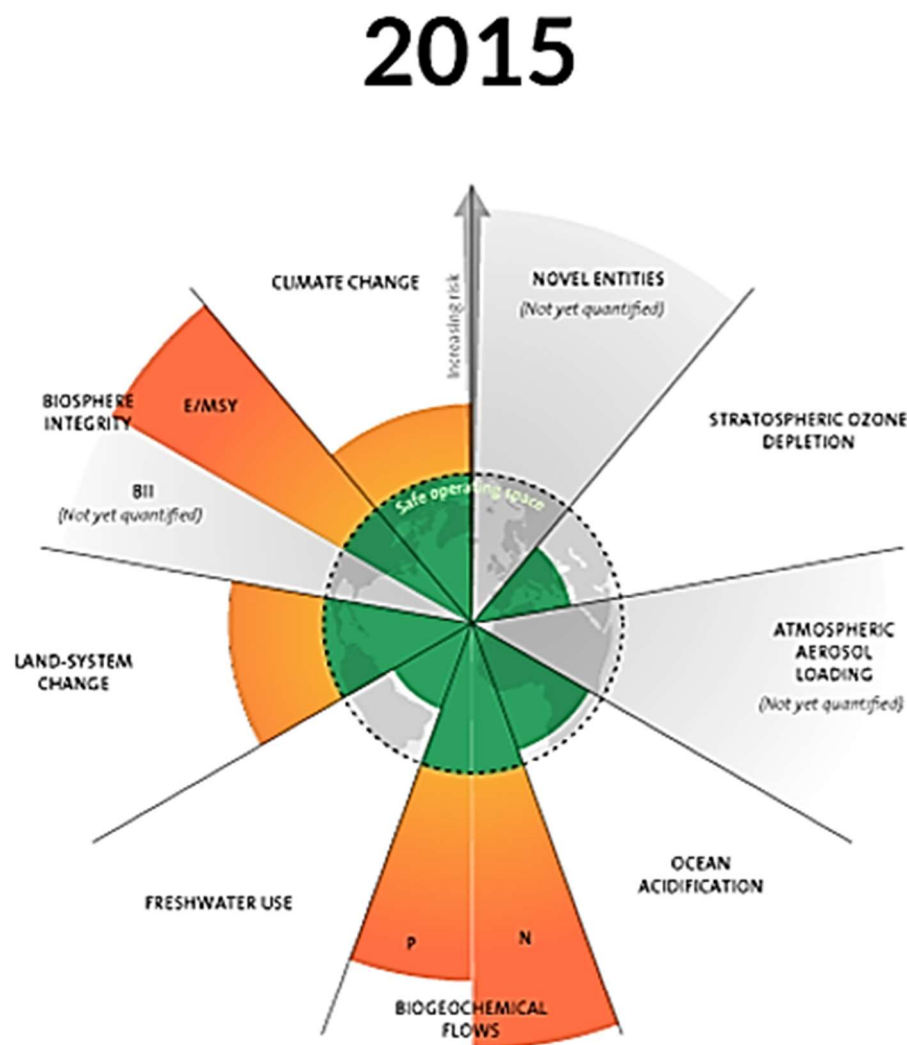 2015
CLIMATE CHANGE
Increasing risk
NOVEL ENTITIES
(Not yet quantified)
STRATOSPHERIC OZONE
DEPLETION
BIOSPHERE
INTEGRITY
E/MSY
BII
(Not yet quantified)
Safe operating space
ATMOSPHERIC
AEROSOL
LOADING
(Not yet quantified)
LAND-SYSTEM
CHANGE
OCEAN
ACIDIFICATION
FRESHWATER USE
P
N
BIOGEOCHEMICAL
FLOWS